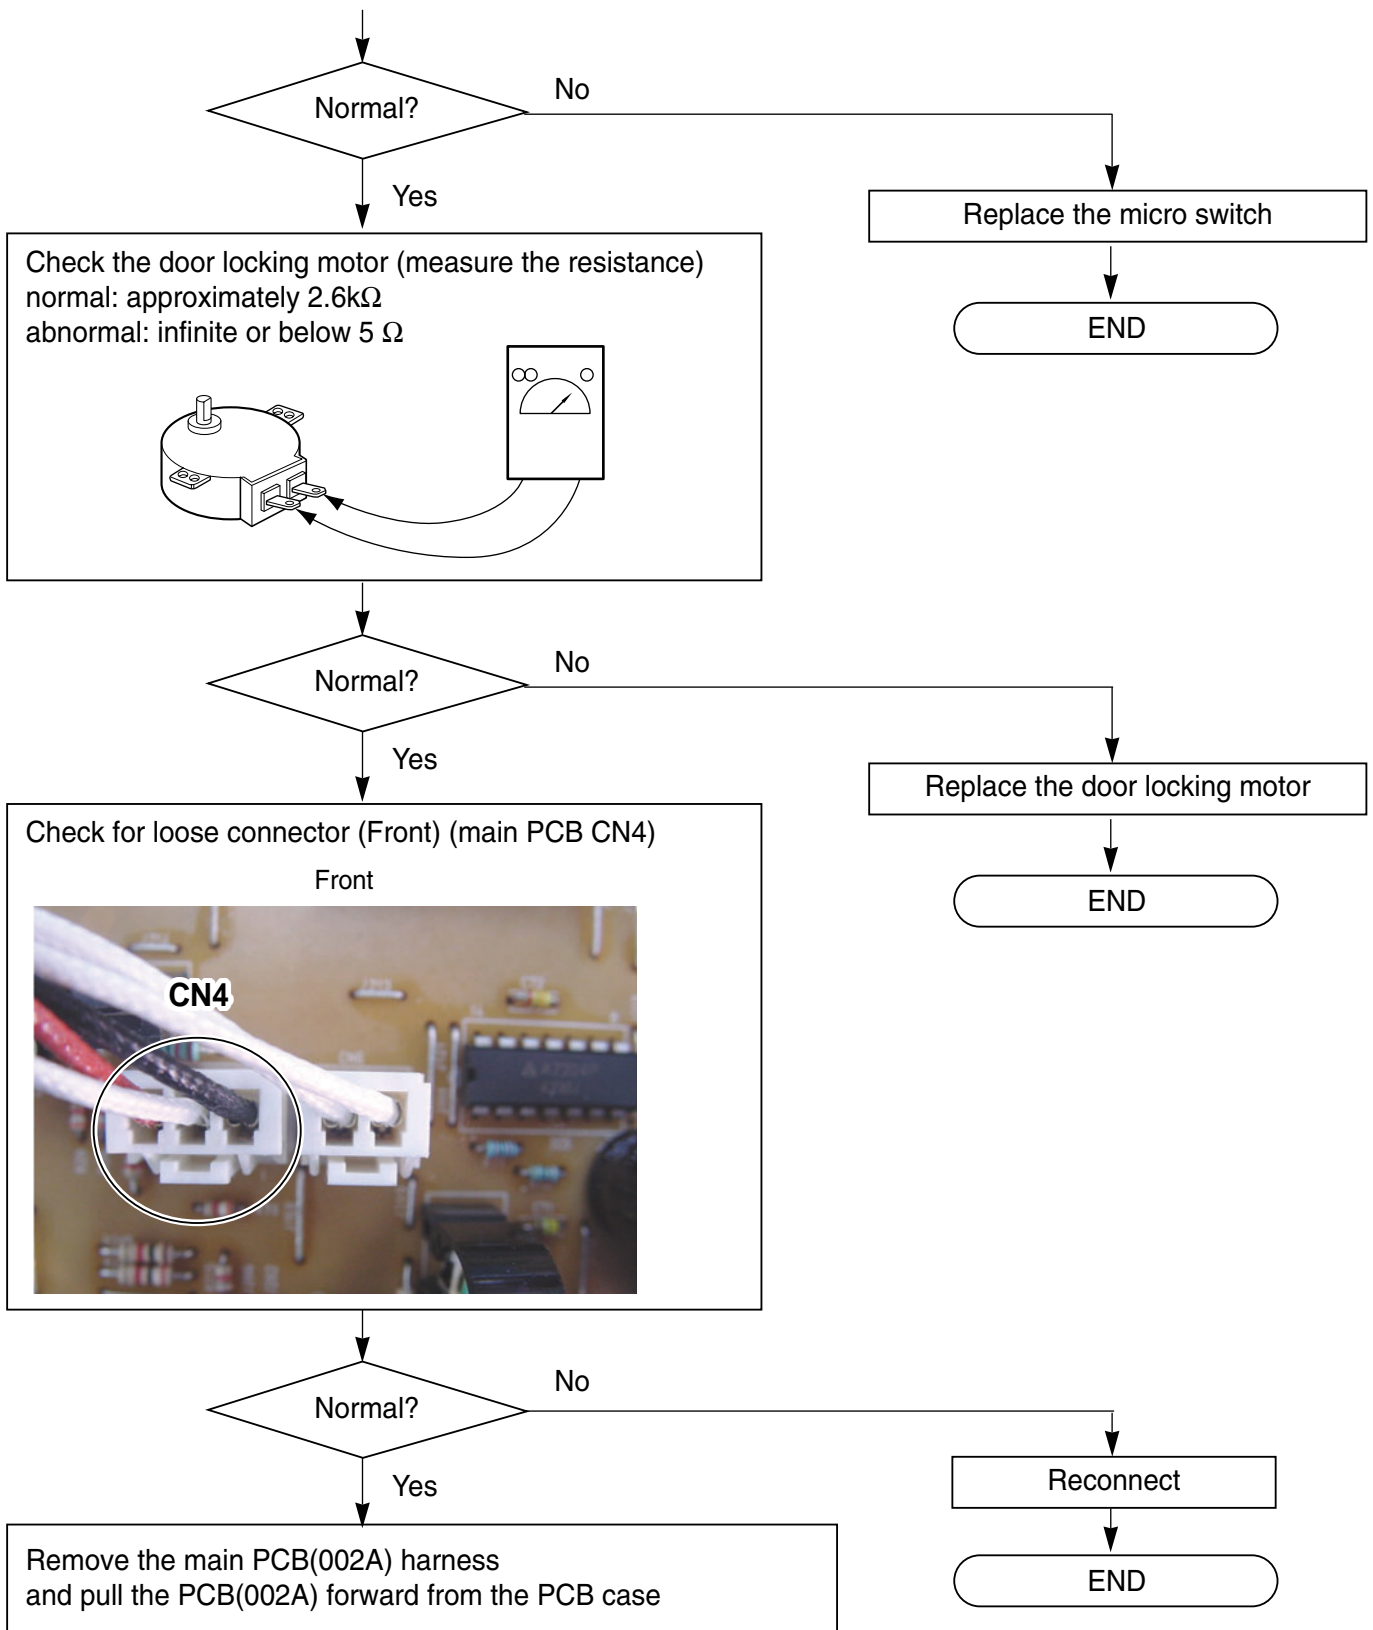 Normal?
No
Yes
Replace the micro switch
END
Check the door locking motor (measure the resistance)
normal: approximately 2.6kΩ
abnormal: infinite or below 5 Ω
Normal?
No
Yes
Replace the door locking motor
END
Check for loose connector (Front) (main PCB CN4)
Front
CN4
Normal?
No
Yes
Reconnect
END
Remove the main PCB(002A) harness
and pull the PCB(002A) forward from the PCB case